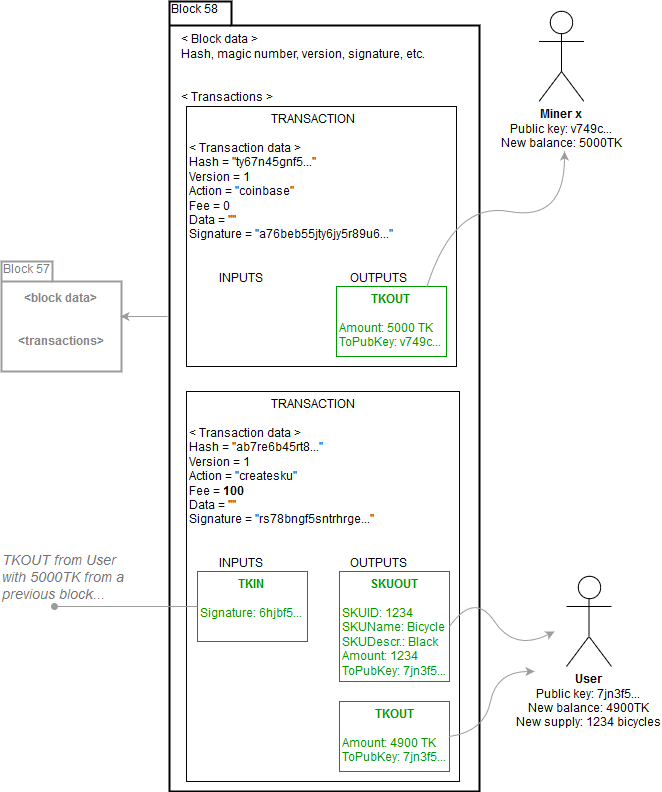 Block 58
< Block data >
Hash, magic number, version, signature, etc.
< Transactions >
TRANSACTION
< Transaction data >
Hash = "ty67n45gnf5..."
Version = 1
Action = "coinbase"
Fee = 0
Data = ""
Signature = "a76beb55jty6jy5r89u6..."
INPUTS
OUTPUTS
TKOUT
Amount: 5000 TK
ToPubKey: v749c...
Miner x
Public key: v749c...
New balance: 5000TK
Block 57
<block data>
<transactions>
TRANSACTION
< Transaction data >
Hash = "ab7re6b45rt8..."
Version = 1
Action = "createsku"
Fee = 100
Data = ""
Signature = "rs78bngf5sntrhrge..."
INPUTS
OUTPUTS
TKOUT from User
with 5000TK from a
previous block...
TKIN
Signature: 6hjbf5...
SKUOUT
SKUID: 1234
SKUName: Bicycle
SKUDescr.: Black
Amount: 1234
ToPubKey: 7jn3f5...
TKOUT
Amount: 4900 TK
ToPubKey: 7jn3f5...
User
Public key: 7jn3f5...
New balance: 4900TK
New supply: 1234 bicycles